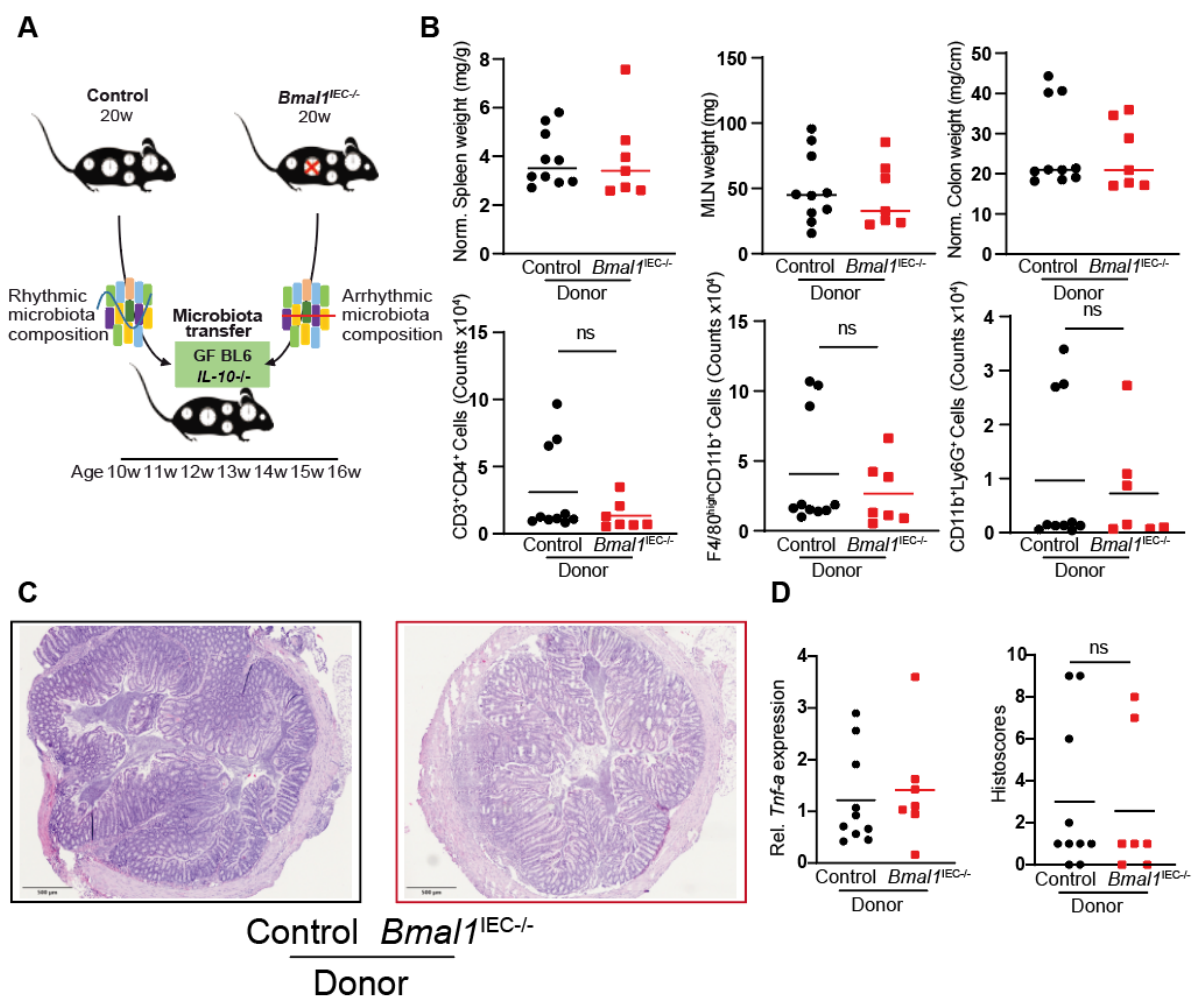 A
Control
20w
Bmal1IEC-/-
20w
Rhythmic
microbiota
composition
Arrhythmic
microbiota
composition
Microbiota
transfer
GF BL6
IL-10-/-
Age 10w 11w 12w 13w 14w 15w 16w
B
Norm. Spleen weight (mg/g)
8
6
4
2
0
Control Bmal1IEC-/-
Donor
MLN weight (mg)
150
100
50
0
Control Bmal1IEC-/-
Donor
Norm. Colon weight (mg/cm)
50
40
30
20
10
0
Control Bmal1IEC-/-
Donor
CD3+CD4+ Cells (Counts x104)
15
10
5
0
ns
Control Bmal1IEC-/-
Donor
F4/80highCD11b+ Cells (Counts x104)
15
10
5
0
ns
Control Bmal1IEC-/-
Donor
CD11b+Ly6G+ Cells (Counts x104)
4
3
2
1
0
ns
Control Bmal1IEC-/-
Donor
C
500 µm
500 µm
Control Bmal1IEC-/-
Donor
D
Rel. Tnf-a expression
4
3
2
1
0
Control Bmal1IEC-/-
Donor
Histoscores
10
8
6
4
2
0
ns
Control Bmal1IEC-/-
Donor